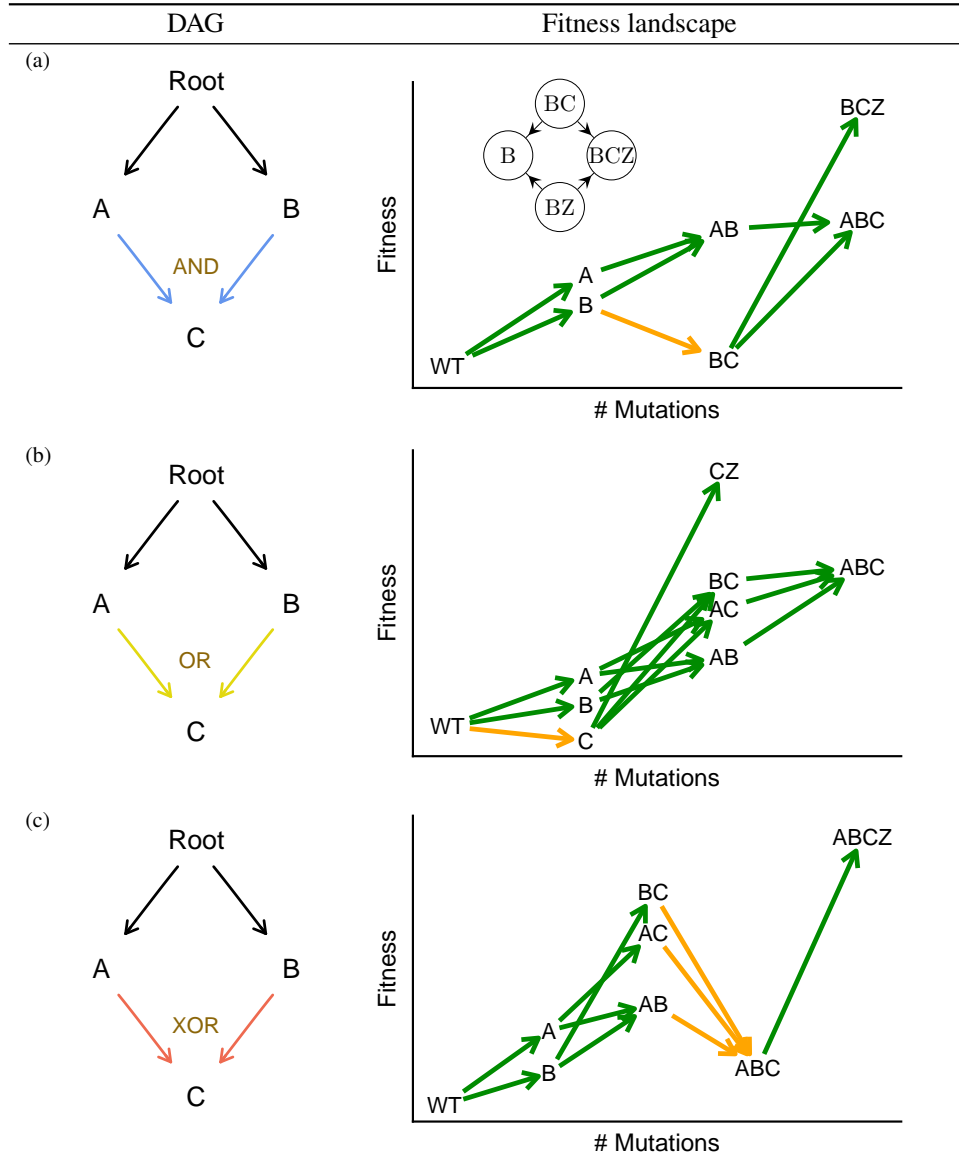 DAG Fitness landscape
(a)
Root
A B
AND
C
Fitness
BC
B BCZ
BZ
BCZ
AB ABC
A
B
WT BC
# Mutations
(b)
Root
A B
OR
C
Fitness
CZ
BC ABC
AC
AB
A
B
WT C
# Mutations
(c)
Root
A B
XOR
C
Fitness
ABCZ
BC
AC
AB
A
B ABC
WT
# Mutations